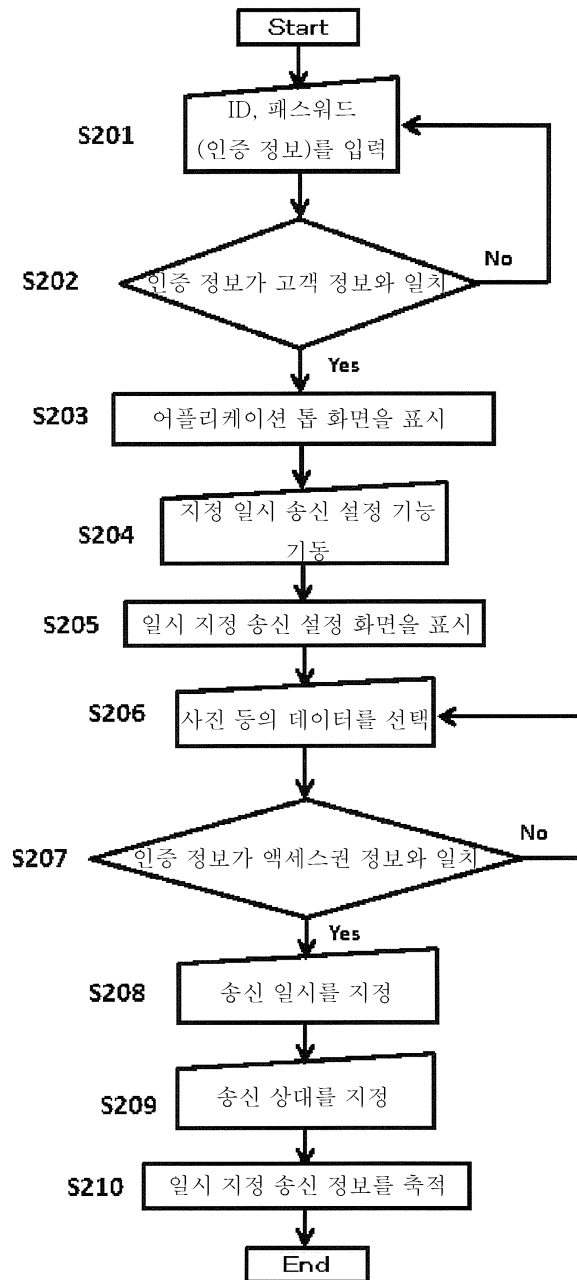 Start
S201
ID, 패스워드
(인증 정보)를 입력
No
S202
인증 정보가 고객 정보와 일치
Yes
S203
어플리케이션 톱 화면을 표시
S204
지정 일시 송신 설정 기능
기동
S205
일시 지정 송신 설정 화면을 표시
S206
사진 등의 데이터를 선택
No
S207
인증 정보가 액세스권 정보와 일치
Yes
S208
송신 일시를 지정
S209
송신 상대를 지정
S210
일시 지정 송신 정보를 축적
End